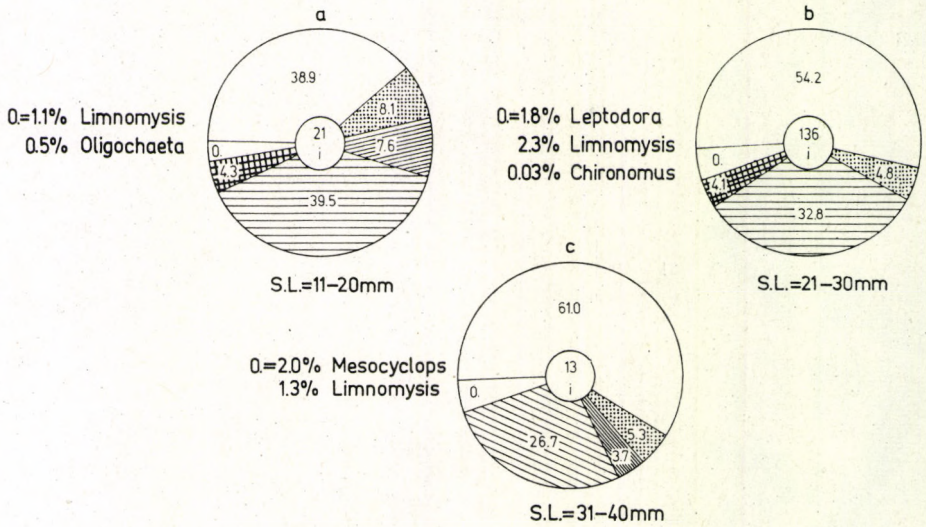 a
38.9
8.1
7.6
39.5
4.3
0.
21
i
0.=1.1% Limnomysis
0.5% Oligochaeta
S.L.=11–20mm
b
54.2
4.8
32.8
4.1
0.
136
i
0.=1.8% Leptodora
2.3% Limnomysis
0.03% Chironomus
S.L.=21–30mm
c
61.0
5.3
3.7
26.7
0.
13
i
0.=2.0% Mesocyclops
1.3% Limnomysis
S.L.=31–40mm